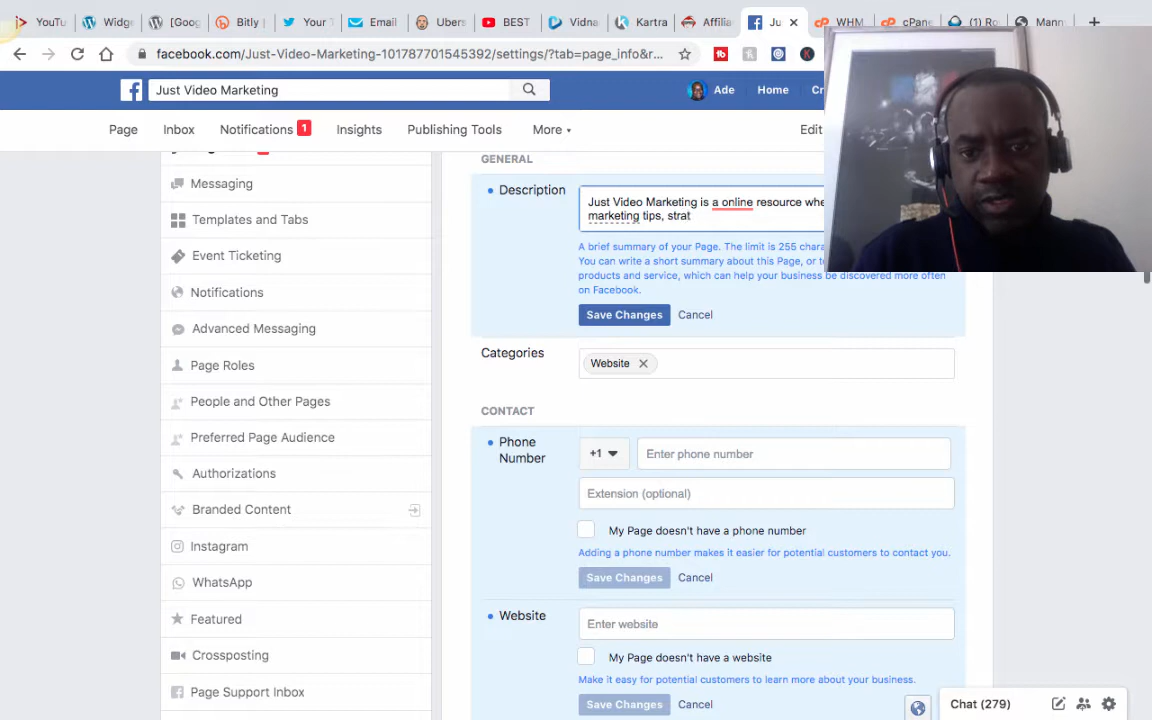 YouTu
Widge
[Goog
Bitly
Your T
Email
Ubers
BEST
Vidna
Kartra
Affilia
Ju
WHM
cPane
(1) Ro
Mann
facebook.com/Just-Video-Marketing-101787701545392/settings/?tab=page_info&r...
Just Video Marketing
Ade
Home
Cr
Page
Inbox
Notifications 1
Insights
Publishing Tools
More
Edit
Messaging
Templates and Tabs
Event Ticketing
Notifications
Advanced Messaging
Page Roles
People and Other Pages
Preferred Page Audience
Authorizations
Branded Content
Instagram
WhatsApp
Featured
Crossposting
Page Support Inbox
GENERAL
Description
Just Video Marketing is a online resource whe
marketing tips, strat
A brief summary of your Page. The limit is 255 chara
You can write a short summary about this Page, or to
products and service, which can help your business be discovered more often
on Facebook.
Save Changes
Cancel
Categories
Website
CONTACT
Phone
Number
+1
Enter phone number
Extension (optional)
My Page doesn't have a phone number
Adding a phone number makes it easier for potential customers to contact you.
Save Changes
Cancel
Website
Enter website
My Page doesn't have a website
Make it easy for potential customers to learn more about your business.
Save Changes
Cancel
Chat (279)